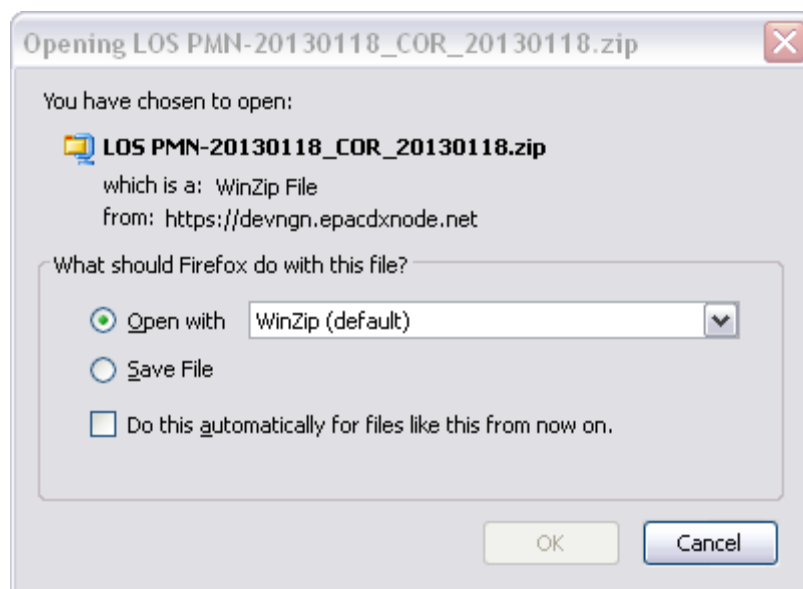 Opening LOS PMN-20130118_COR_20130118.zip
You have chosen to open:
LOS PMN-20130118_COR_20130118.zip
which is a: WinZip File
from: https://devngn.epacdxnode.net
What should Firefox do with this file?
Open with WinZip (default)
Save File
Do this automatically for files like this from now on.
OK Cancel